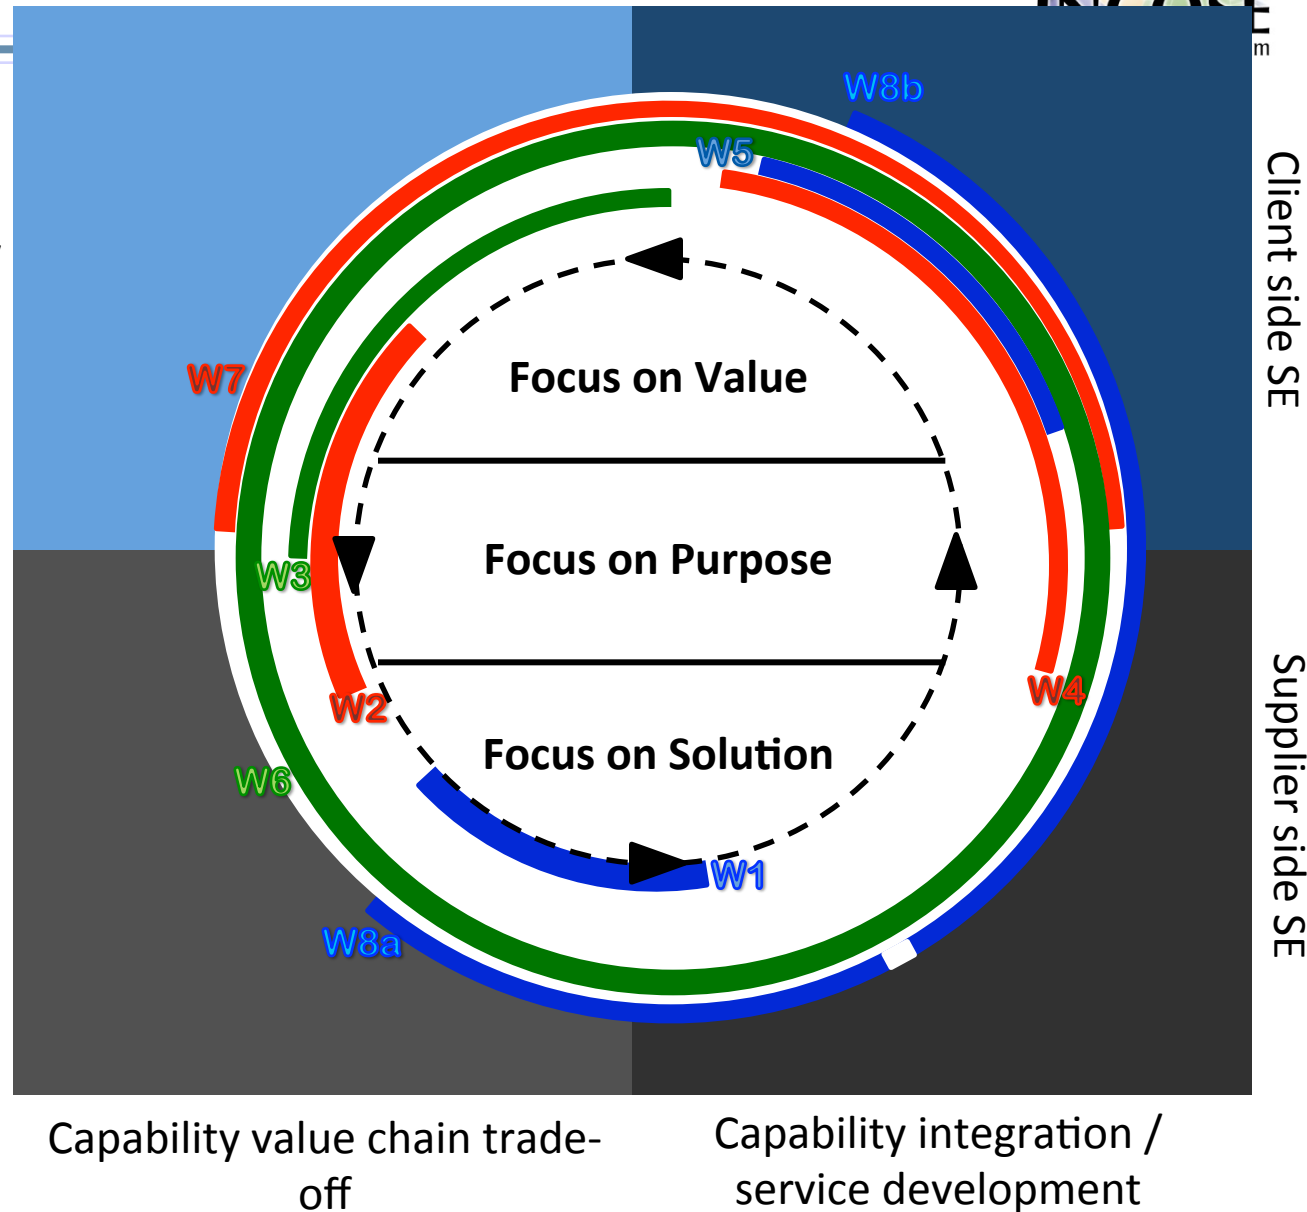 m
W8b
W5
Client side SE
W7
Focus on Value
Focus on Purpose
W3
W4
W2
Supplier side SE
Focus on Solution
W6
W1
W8a
Capability value chain trade-
off
Capability integration /
service development